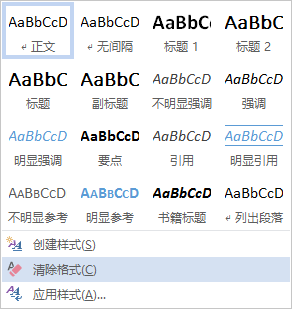 AaBbCcD AaBbCcD AaBbC AaBbC
↵ 正文 ↵ 无间隔 标题 1 标题 2
AaBbC AaBbC AaBbCcD AaBbCcD
标题 副标题 不明显强调 强调
AaBbCcD AaBbCcD AaBbCcD AaBbCcD
明显强调 要点 引用 明显引用
AaBbCcD AaBbCcD AaBbCcD AaBbCcD
不明显参考 明显参考 书籍标题 ↵ 列出段落
创建样式(S)
清除格式(C)
应用样式(A)...